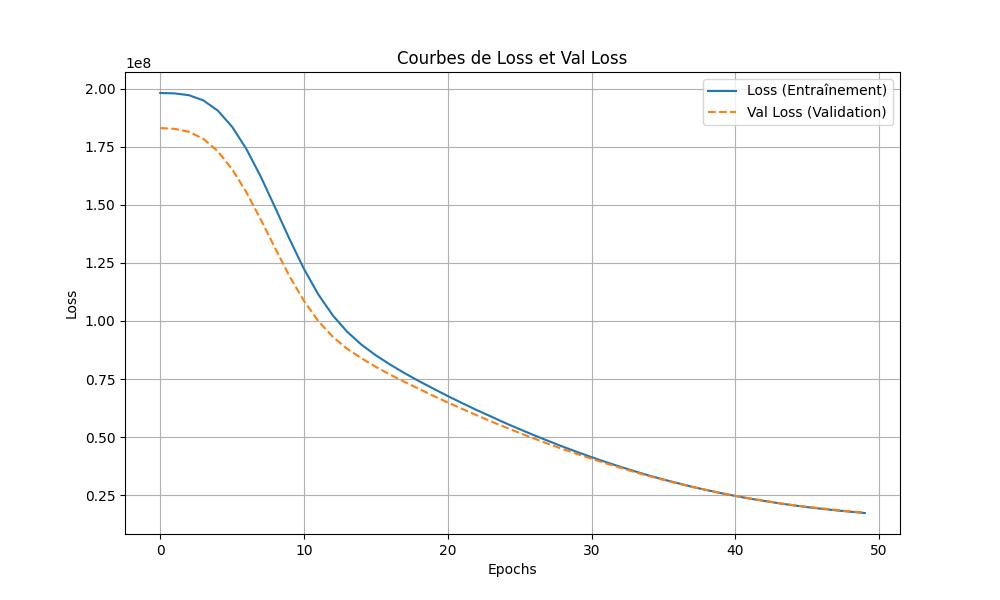 Courbes de Loss et Val Loss
1e8
Loss (Entraînement)
Val Loss (Validation)
2.00
1.75
1.50
1.25
1.00
0.75
0.50
0.25
Loss
0 10 20 30 40 50
Epochs